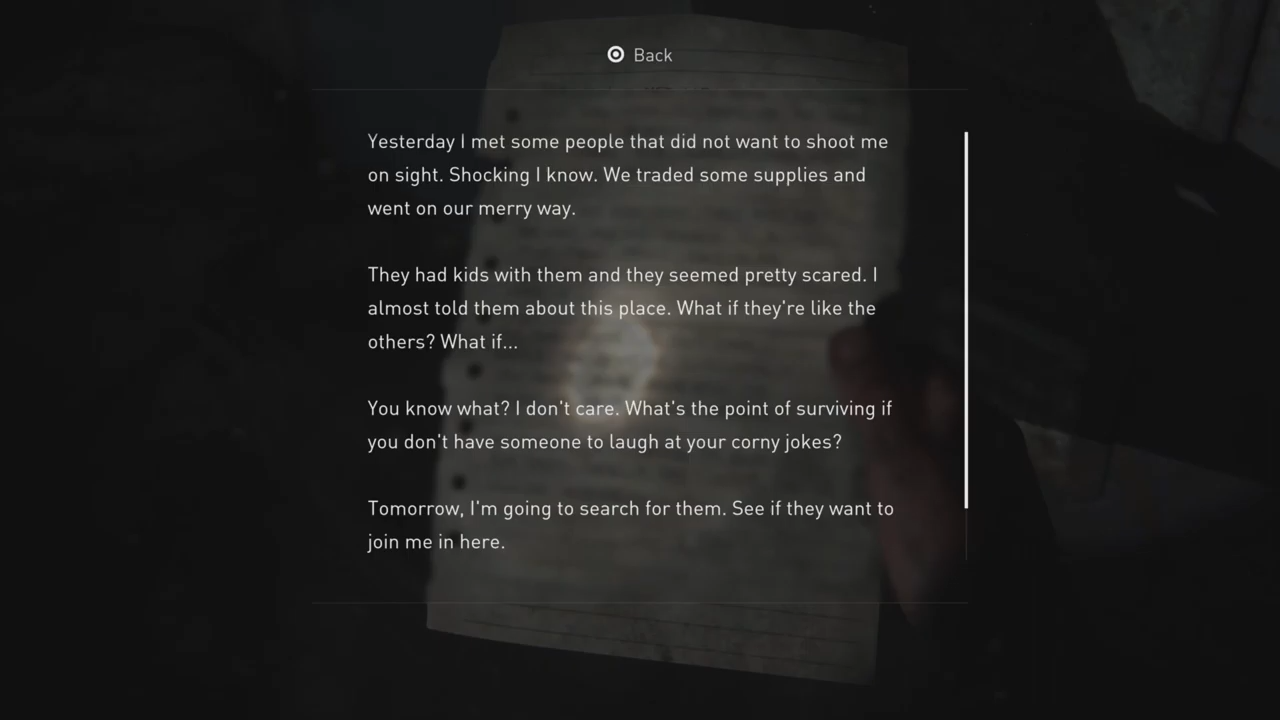 Back
Yesterday I met some people that did not want to shoot me
on sight. Shocking I know. We traded some supplies and
went on our merry way.
They had kids with them and they seemed pretty scared. I
almost told them about this place. What if they're like the
others? What if...
You know what? I don't care. What's the point of surviving if
you don't have someone to laugh at your corny jokes?
Tomorrow, I'm going to search for them. See if they want to
join me in here.